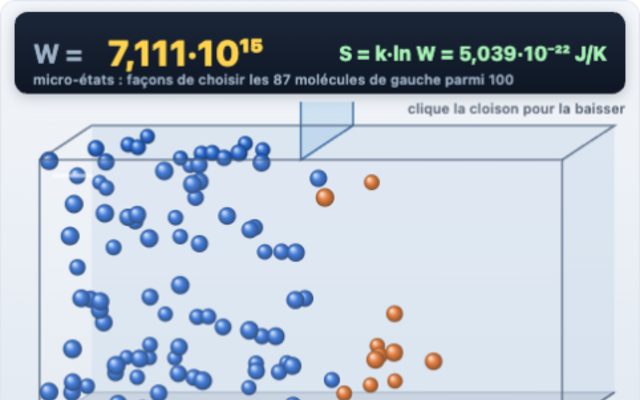 W = 7,111·10¹⁵
S = k·ln W = 5,039·10⁻²² J/K
micro-états : façons de choisir les 87 molécules de gauche parmi 100
clique la cloison pour la baisser